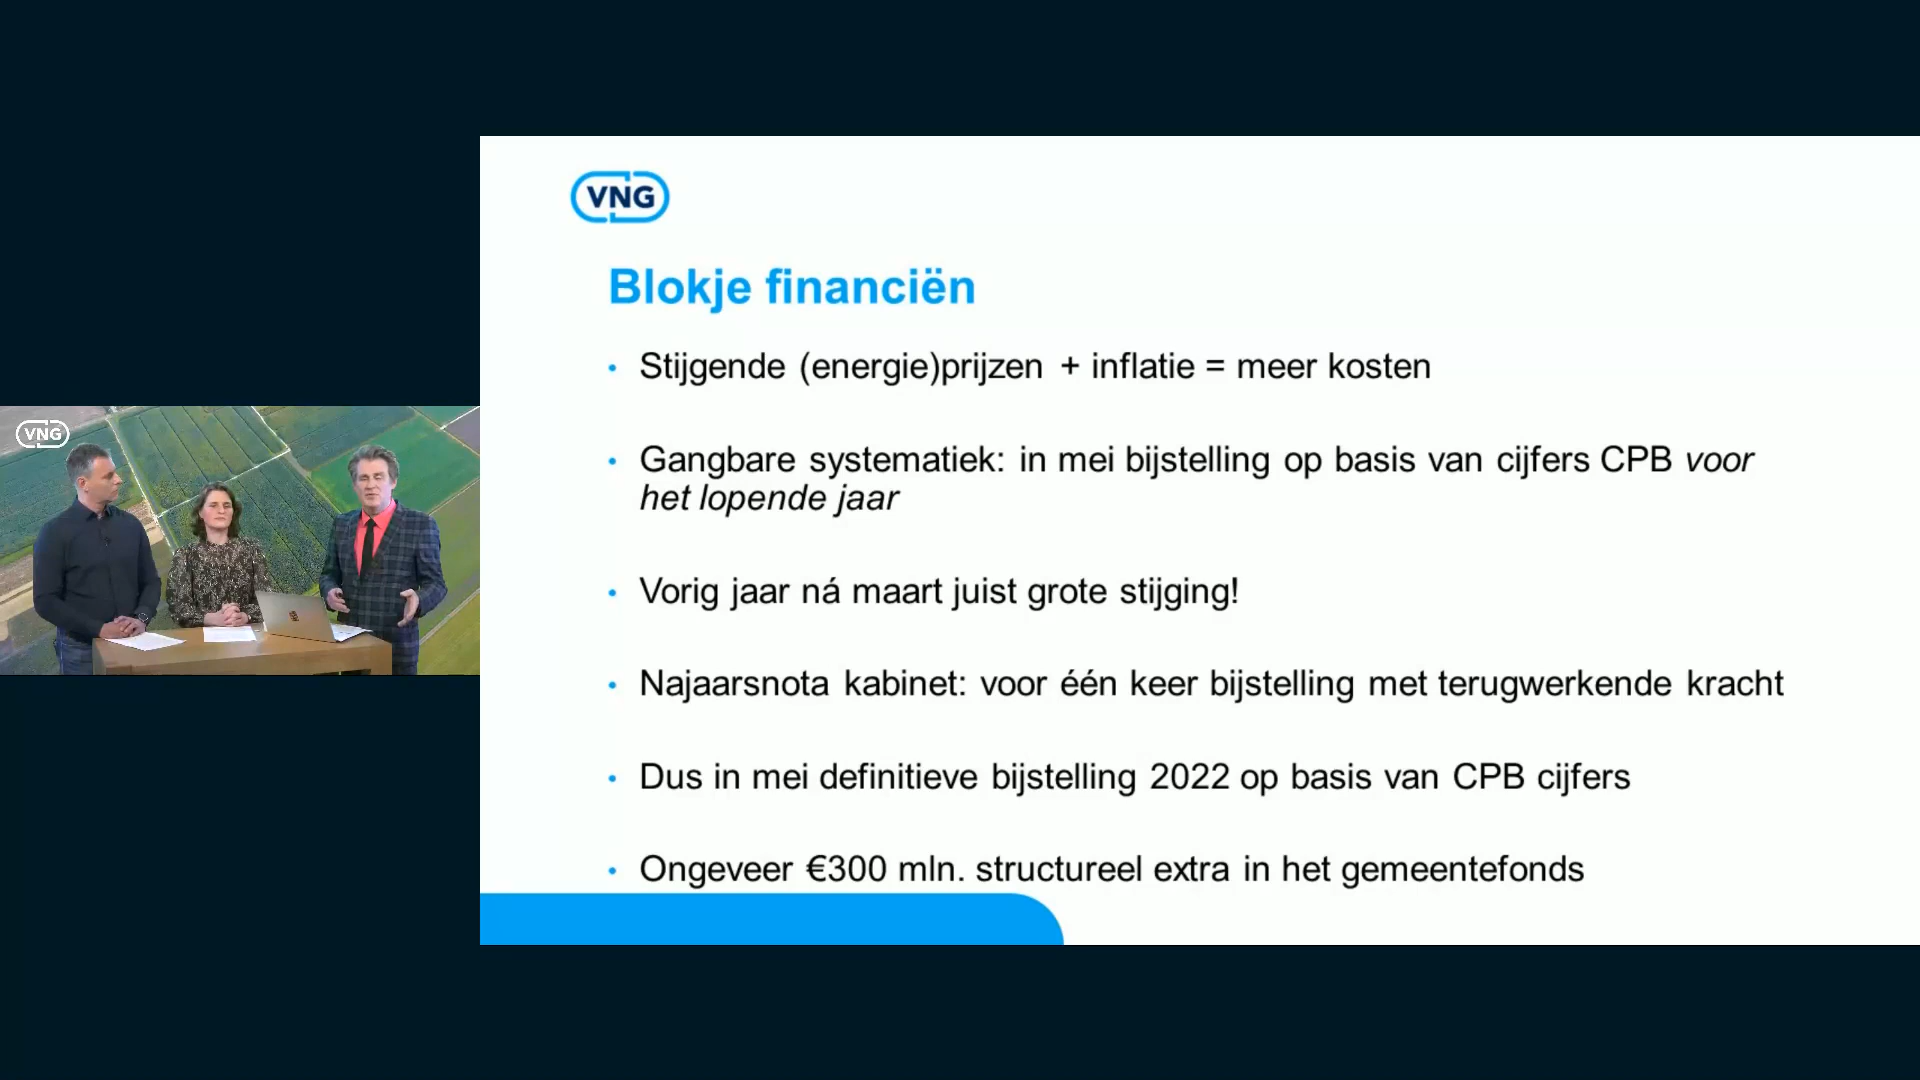 VNG
Blokje financiën
• Stijgende (energie)prijzen + inflatie = meer kosten
• Gangbare systematiek: in mei bijstelling op basis van cijfers CPB voor
het lopende jaar
• Vorig jaar ná maart juist grote stijging!
• Najaarsnota kabinet: voor één keer bijstelling met terugwerkende kracht
• Dus in mei definitieve bijstelling 2022 op basis van CPB cijfers
• Ongeveer €300 mln. structureel extra in het gemeentefonds
VNG